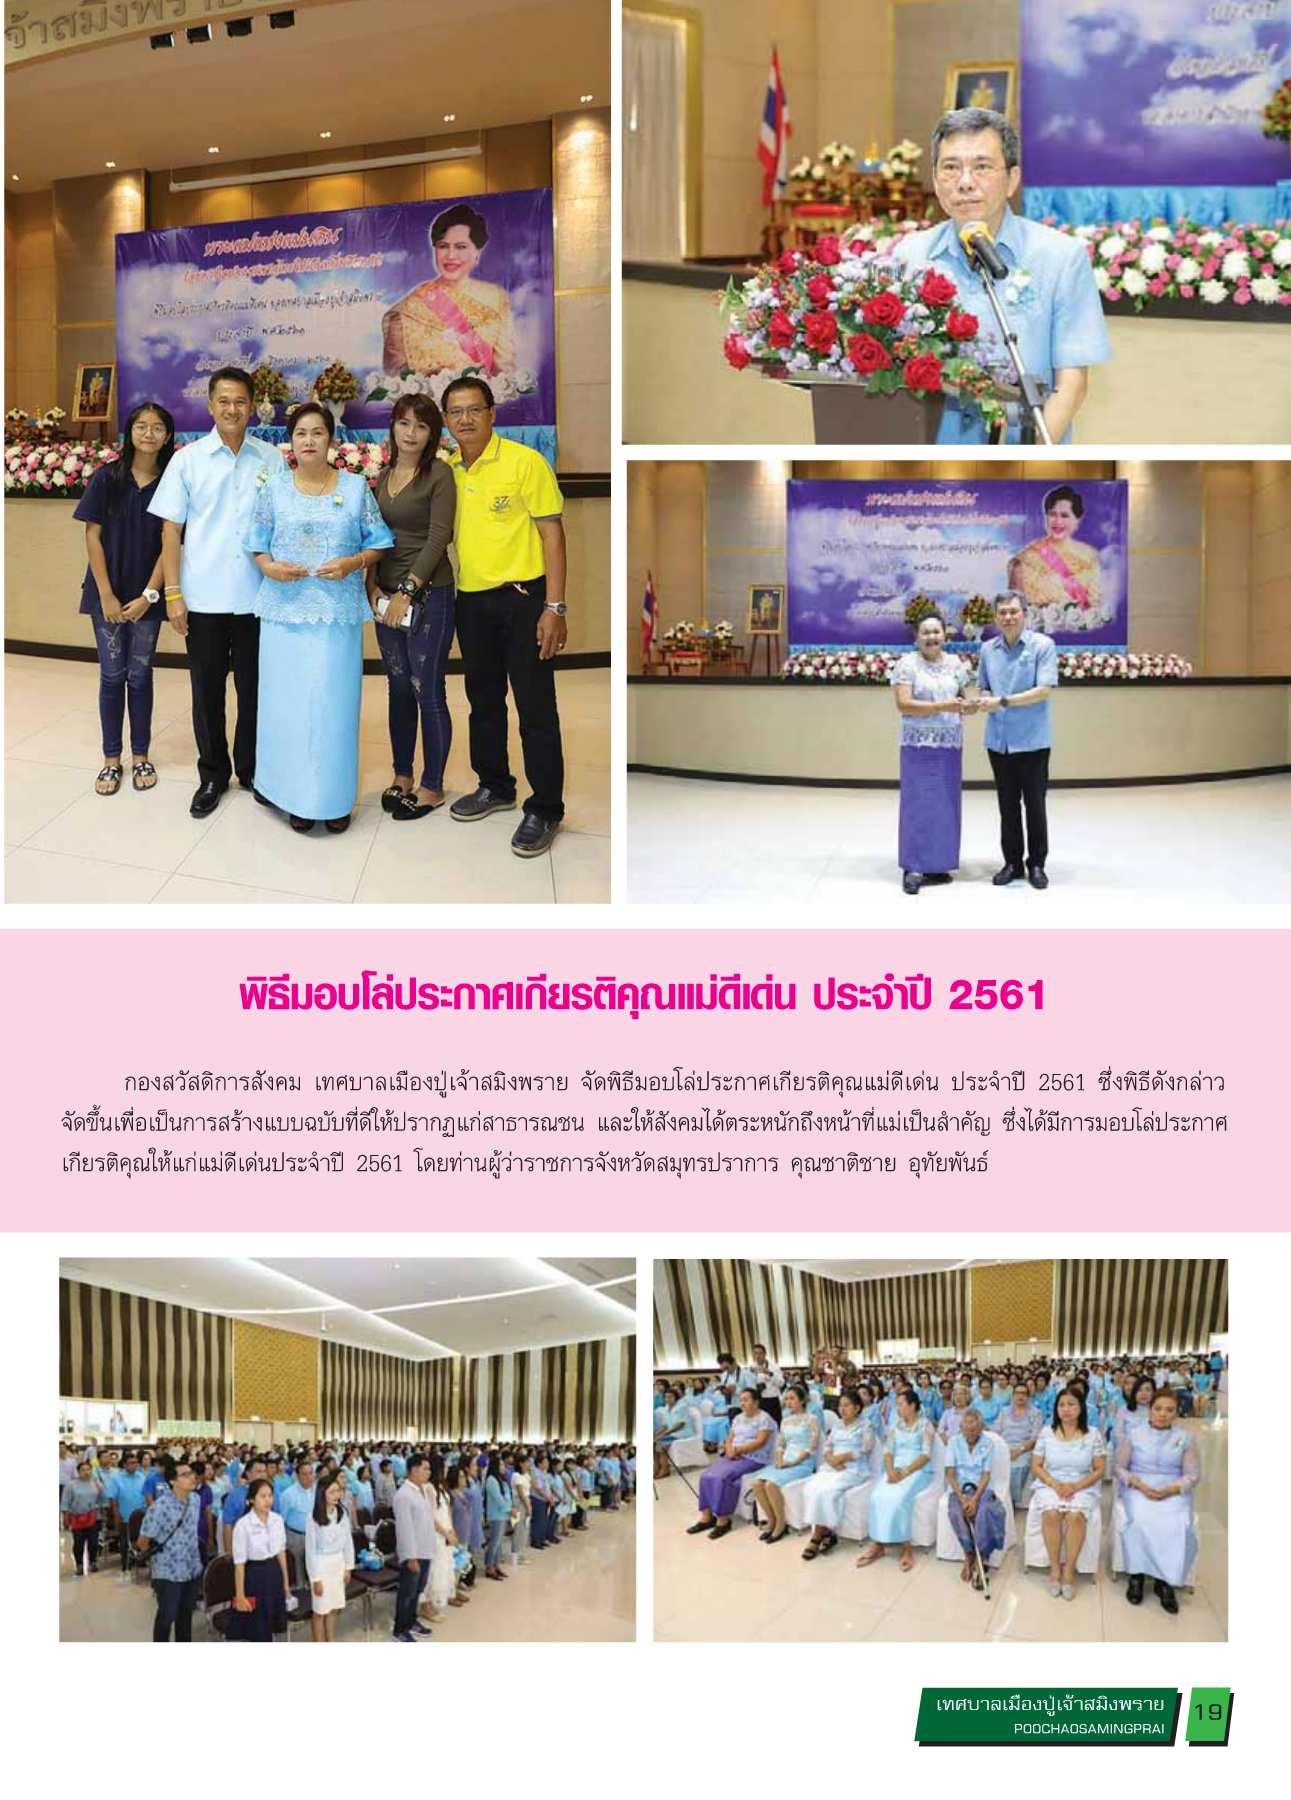 จ้าสมิงพราย
พิธีมอบโล่ประกาศเกียรติคุณแม่ดีเด่น ประจำปี 2561
กองสวัสดิการสังคม เทศบาลเมืองปู่เจ้าสมิงพราย จัดพิธีมอบโล่ประกาศเกียรติคุณแม่ดีเด่น ประจำปี 2561 ซึ่งพิธีดังกล่าว
จัดขึ้นเพื่อเป็นการสร้างแบบฉบับที่ดีให้ปรากฏแก่สาธารณชน และให้สังคมได้ตระหนักถึงหน้าที่แม่เป็นสำคัญ ซึ่งได้มีการมอบโล่ประกาศ
เกียรติคุณให้แก่แม่ดีเด่นประจำปี 2561 โดยท่านผู้ว่าราชการจังหวัดสมุทรปราการ คุณชาติชาย อุทัยพันธ์
เทศบาลเมืองปู่เจ้าสมิงพราย
POOCHAOSAMINGPRAI
19